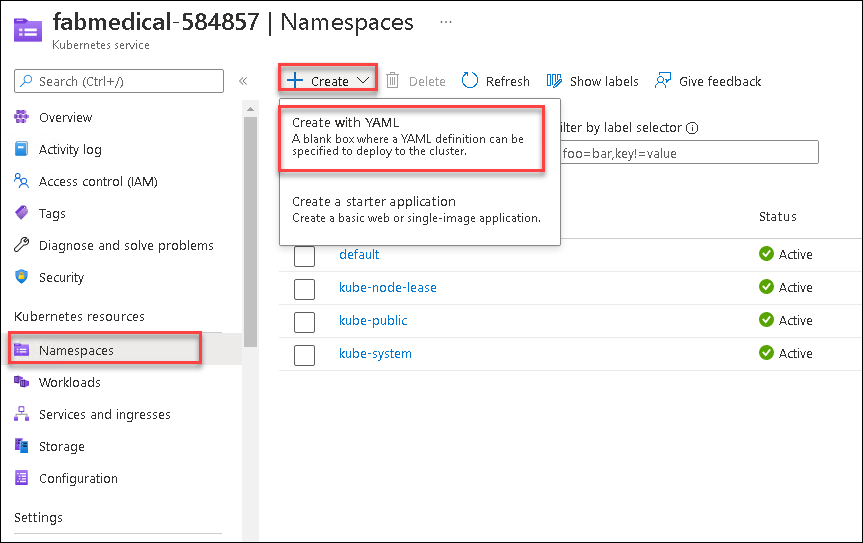 fabmedical-584857 | Namespaces ...
Kubernetes service
Search (Ctrl+/)
«
Overview
Activity log
Access control (IAM)
Tags
Diagnose and solve problems
Security
Kubernetes resources
Namespaces
Workloads
Services and ingresses
Storage
Configuration
Settings
Create
Delete
Refresh
Show labels
Give feedback
Create with YAML
A blank box where a YAML definition can be
specified to deploy to the cluster.
Create a starter application
Create a basic web or single-image application.
ilter by label selector
foo=bar,key!=value
Status
default Active
kube-node-lease Active
kube-public Active
kube-system Active